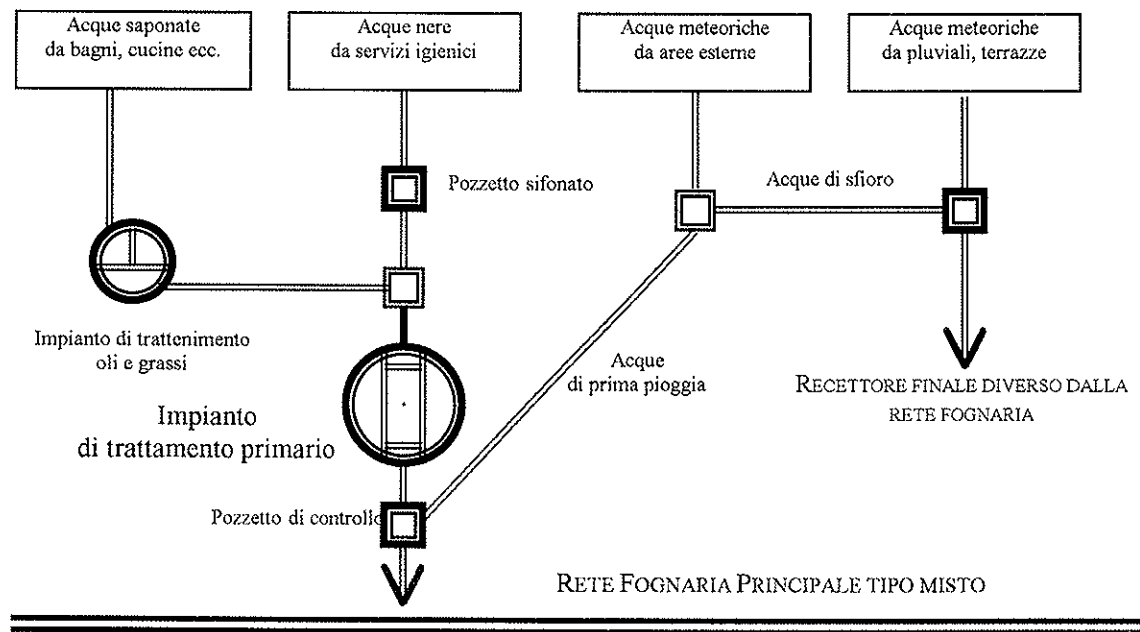 Acque saponate
da bagni, cucine ecc.
Acque nere
da servizi igienici
Acque meteoriche
da aree esterne
Acque meteoriche
da pluviali, terrazze
Pozzetto sifonato
Acque di sfioro
Impianto di trattenimento
oli e grassi
Acque
di prima pioggia
RECETTORE FINALE DIVERSO DALLA
RETE FOGNARIA
Impianto
di trattamento primario
Pozzetto di controllo
RETE FOGNARIA PRINCIPALE TIPO MISTO